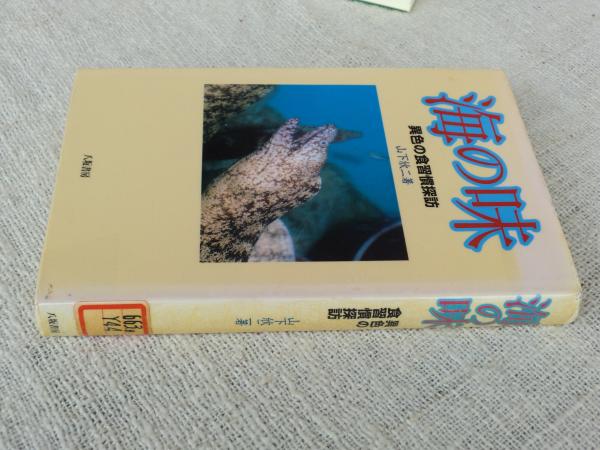 海の味
異色の食習慣探訪
山下欣二著
八坂書房
海の味
異色の
食習慣探訪
山下欣二著
663.8
Y44
八坂書房